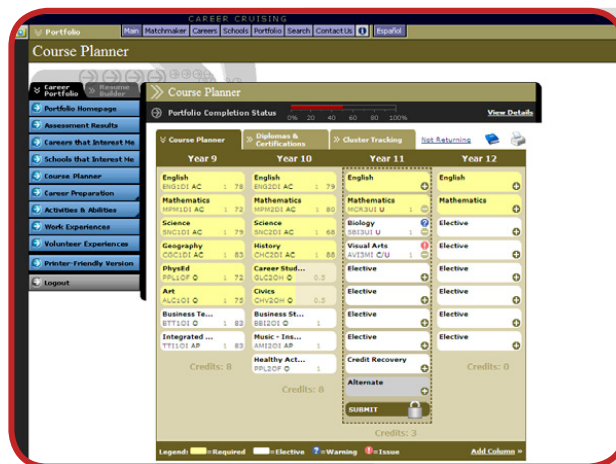 CAREER CRUISING
Portfolio
Main Matchmaker Careers Schools Portfolio Search Contact Us Español
Course Planner
Career Portfolio
Resume Builder
Portfolio Homepage
Assessment Results
Careers that Interest Me
Schools that Interest Me
Course Planner
Career Preparation
Activities & Abilities
Work Experiences
Volunteer Experiences
Printer-Friendly Version
Logout
Course Planner
Portfolio Completion Status 0% 20 40 60 80 100% View Details
Course Planner
Diplomas & Certifications
Cluster Tracking
Not Returning
Year 9
English
ENG1DI AC 1 78
Mathematics
MPM1DI AC 1 72
Science
SNC1DI AC 1 79
Geography
CGC1DI AC 1 83
PhysEd
PPL1OF O 1 72
Art
ALC1OI O 1 75
Business Te...
BTT1OI O 1 82
Integrated ...
TTI1OI AP 1 83
Credits: 8
Year 10
English
ENG2DI AC 1 79
Mathematics
MPM2DI AC 1 80
Science
SNC2DI AC 1 68
History
CHC2DI AC 1 88
Career Stud...
GLC2OH O 0.5
Civics
CHV2OH O 0.5
Business St...
BBI2OI O 1
Music - Ins...
AMI2OI AP 1
Healthy Act...
PPL2OF O 1
Credits: 8
Year 11
English
Mathematics
MCR3UI U 1
Biology
SBI3UI U 1
Visual Arts
AVI3MI C/U 1
Elective
Elective
Elective
Elective
Credit Recovery
Alternate
SUBMIT
Credits: 3
Year 12
English
Mathematics
Elective
Elective
Elective
Elective
Elective
Elective
Credits: 0
Legend: =Required =Elective ?=Warning !=Issue Add Column »